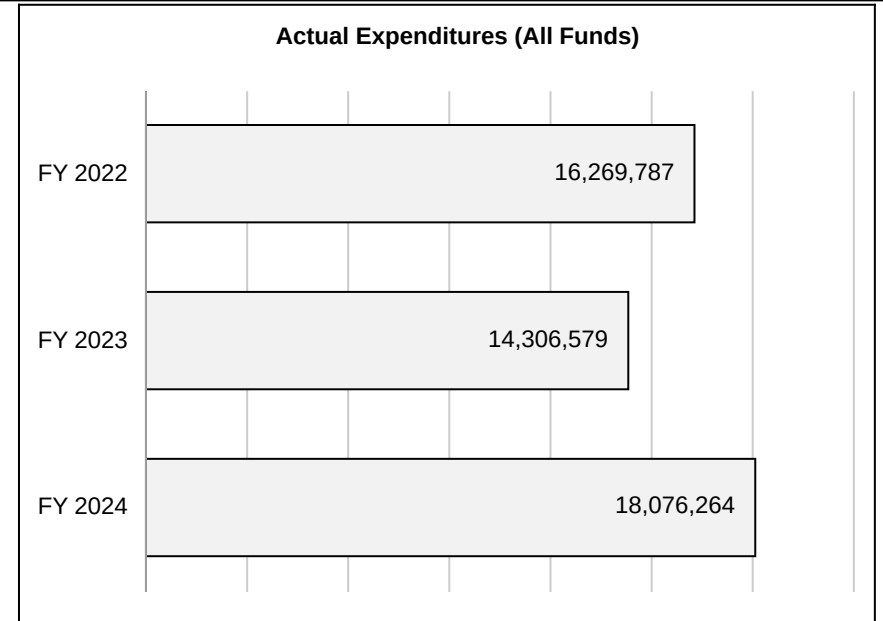 Actual Expenditures (All Funds)
FY 2022 16,269,787
FY 2023 14,306,579
FY 2024 18,076,264